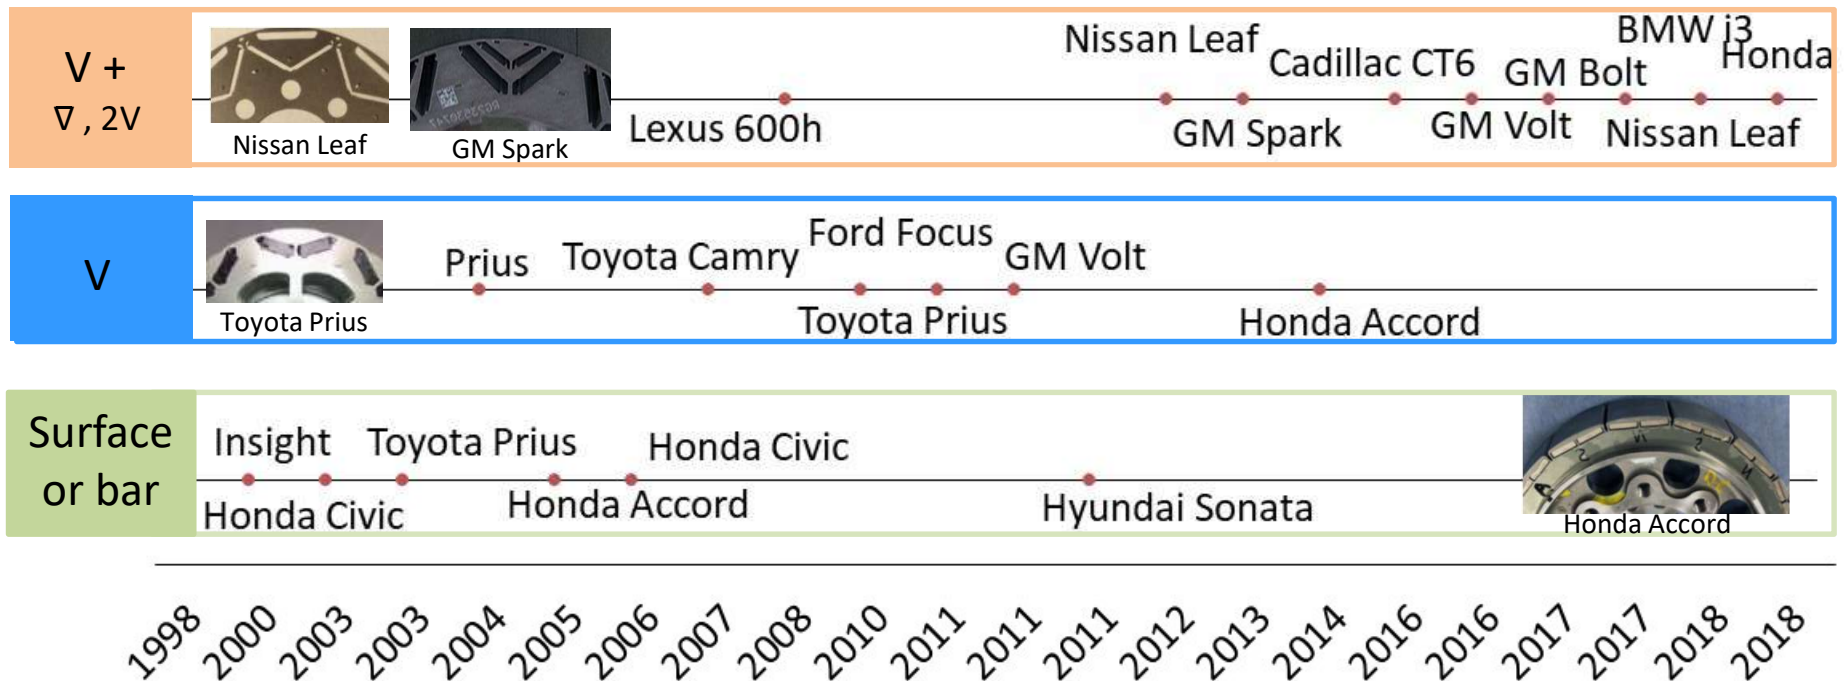 V +
∇ , 2V
Nissan Leaf
GM Spark
Lexus 600h
Nissan Leaf
GM Spark
Cadillac CT6
GM Volt
GM Bolt
BMW i3
Nissan Leaf
Honda
V
Toyota Prius
Prius
Toyota Camry
Ford Focus
Toyota Prius
GM Volt
Honda Accord
Surface
or bar
Insight
Honda Civic
Toyota Prius
Honda Accord
Honda Civic
Hyundai Sonata
S
N
S
N
Honda Accord
1998
2000
2003
2003
2004
2005
2006
2007
2008
2010
2011
2011
2011
2012
2013
2014
2016
2016
2017
2017
2018
2018